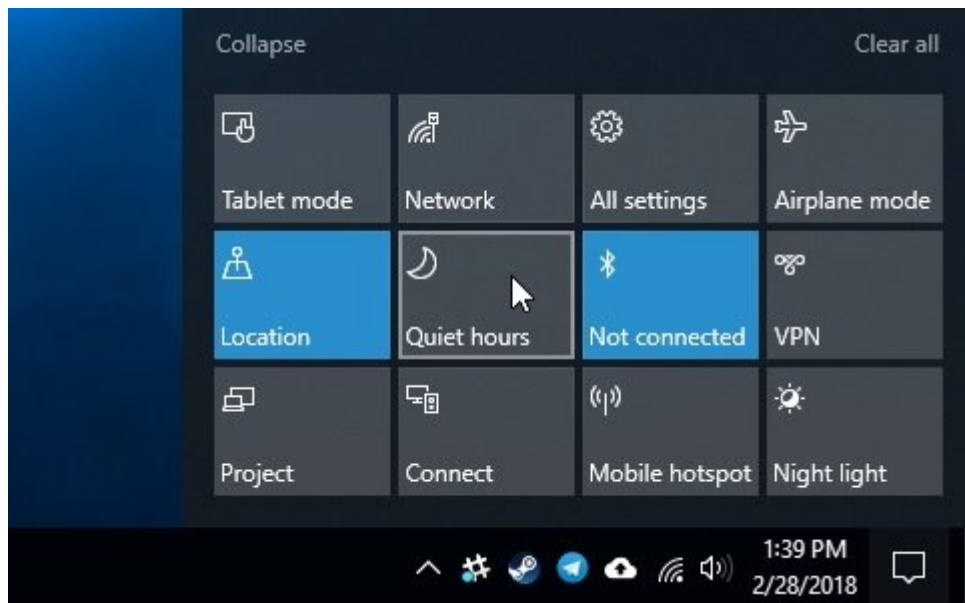 Collapse Clear all
Tablet mode Network All settings Airplane mode
Location Quiet hours Not connected VPN
Project Connect Mobile hotspot Night light
1:39 PM
2/28/2018